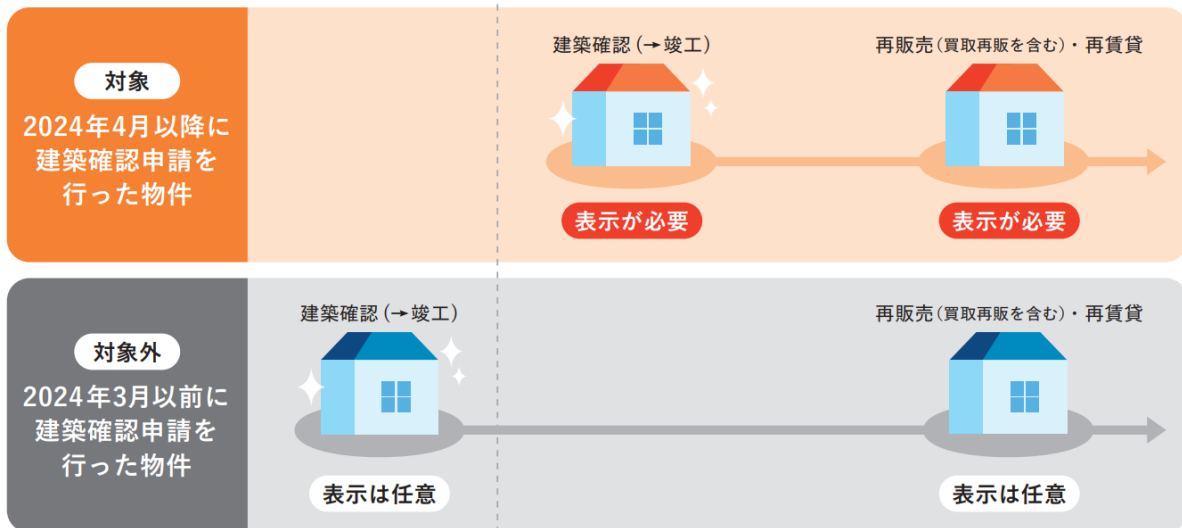 対象
2024年4月以降に
建築確認申請を
行った物件
建築確認（→竣工）
再販売（買取再販を含む）・再賃貸
表示が必要
表示が必要
対象外
2024年3月以前に
建築確認申請を
行った物件
建築確認（→竣工）
再販売（買取再販を含む）・再賃貸
表示は任意
表示は任意